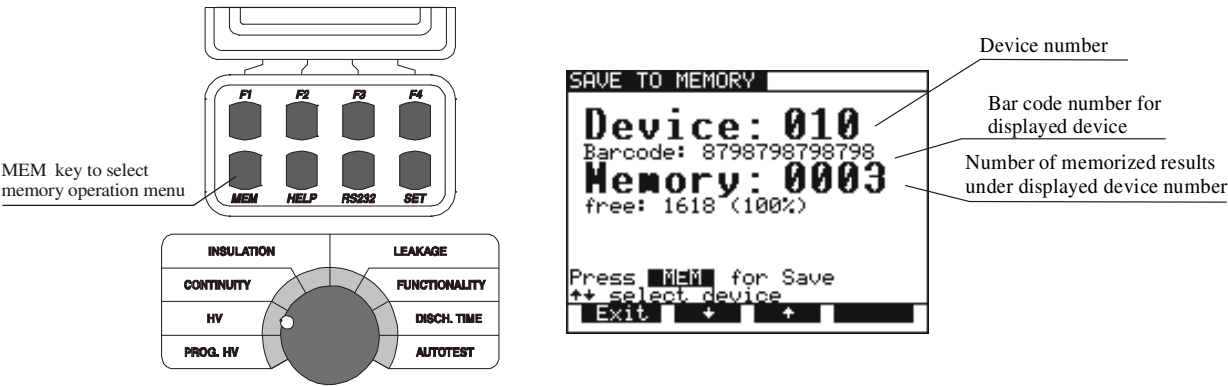 F1 F2 F3 F4
MEM key to select
memory operation menu
MEM HELP RS232 SET
INSULATION LEAKAGE
CONTINUITY FUNCTIONALITY
HV DISCH. TIME
PROG. HV AUTOTEST
SAVE TO MEMORY
Device: 010
Barcode: 8798798798798
Memory: 0003
free: 1618 (100%)
Press MEM for Save
↑↓ select device
Exit ↓ ↑
Device number
Bar code number for
displayed device
Number of memorized results
under displayed device number